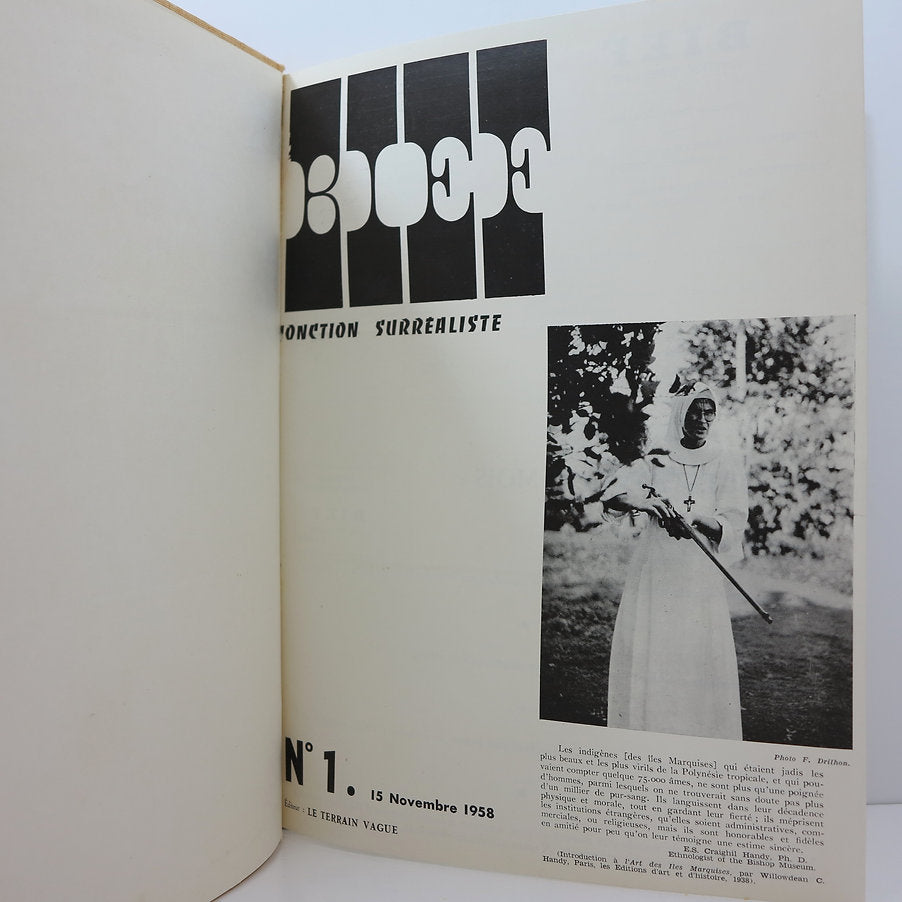 BIEF
JONCTION SURRÉALISTE
Photo F. Drilhon.
Les indigènes [des Iles Marquises] qui étaient jadis les
plus beaux et les plus virils de la Polynésie tropicale, et qui pou-
vaient compter quelque 75.000 âmes, ne sont plus qu'une poignée
d'hommes, parmi lesquels on ne trouverait sans doute pas plus
d'un millier de pur-sang. Ils languissent dans leur décadence
physique et morale, tout en gardant leur fierté ; ils méprisent
les institutions étrangères, qu'elles soient administratives, com-
merciales, ou religieuses, mais ils sont honorables et fidèles
en amitié pour peu qu'on leur témoigne une estime sincère.
E.S. Craighil Handy, Ph. D.
Ethnologist of the Bishop Museum.
(Introduction à l'Art des Iles Marquises, par Willowdean C.
Handy, Paris, les Editions d'art et d'histoire, 1938).
N° 1. 15 Novembre 1958
Éditeur : LE TERRAIN VAGUE